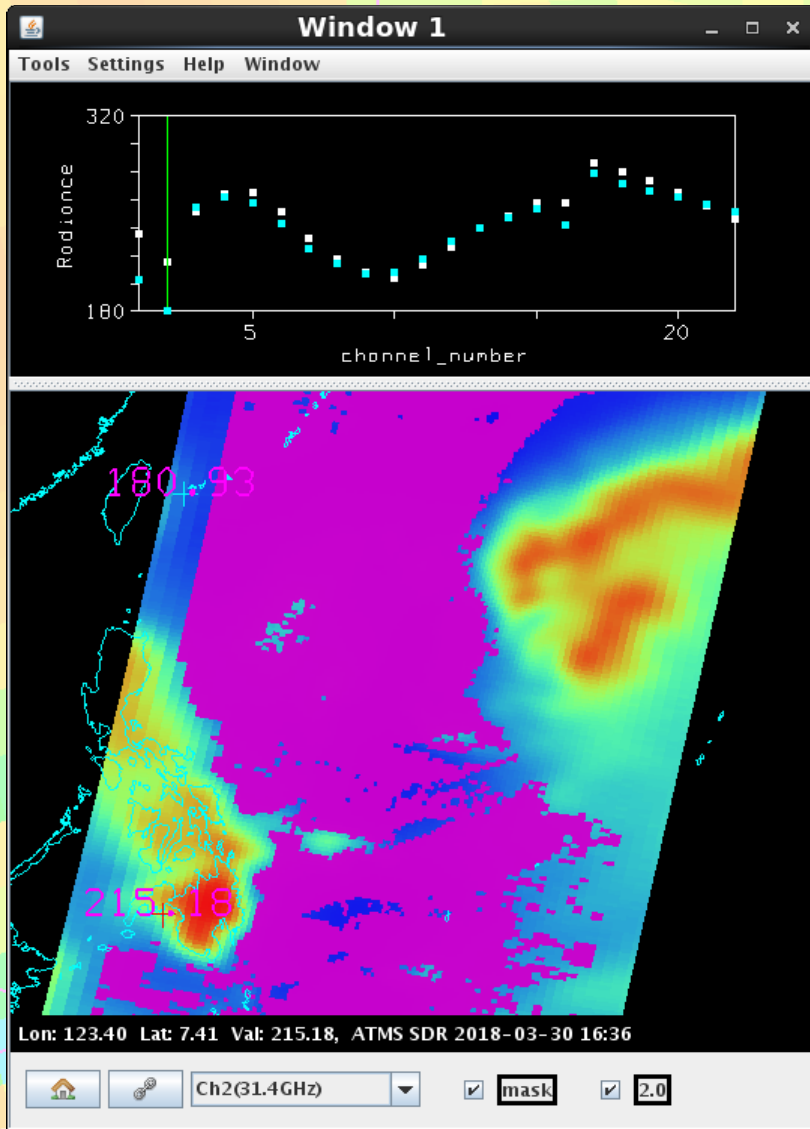 Window 1
Tools Settings Help Window
320
Radiance
180
5
20
channel_number
180.93
215.18
Lon: 123.40 Lat: 7.41 Val: 215.18, ATMS SDR 2018-03-30 16:36
Ch2(31.4GHz)
mask
2.0